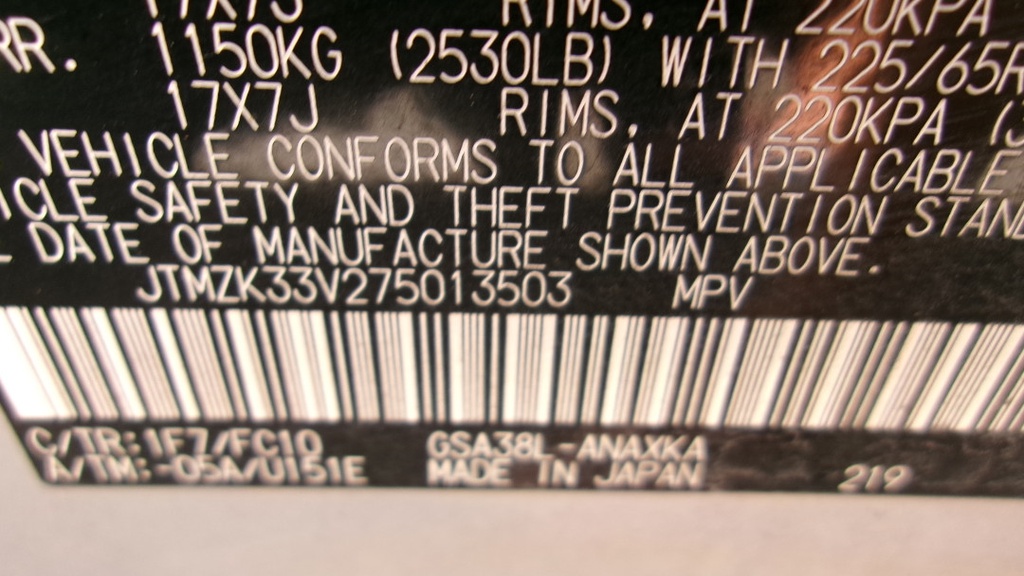 17X7J RIMS, AT 220KPA
RR. 1150KG (2530LB) WITH 225/65R
17X7J RIMS, AT 220KPA (
VEHICLE CONFORMS TO ALL APPLICABLE
ICLE SAFETY AND THEFT PREVENTION STAND
L DATE OF MANUFACTURE SHOWN ABOVE.
JTMZK33V275013503 MPV
C/TR:1F7/FC10 GSA38L-ANAXKA
A/TM:-05A/U151E MADE IN JAPAN 219